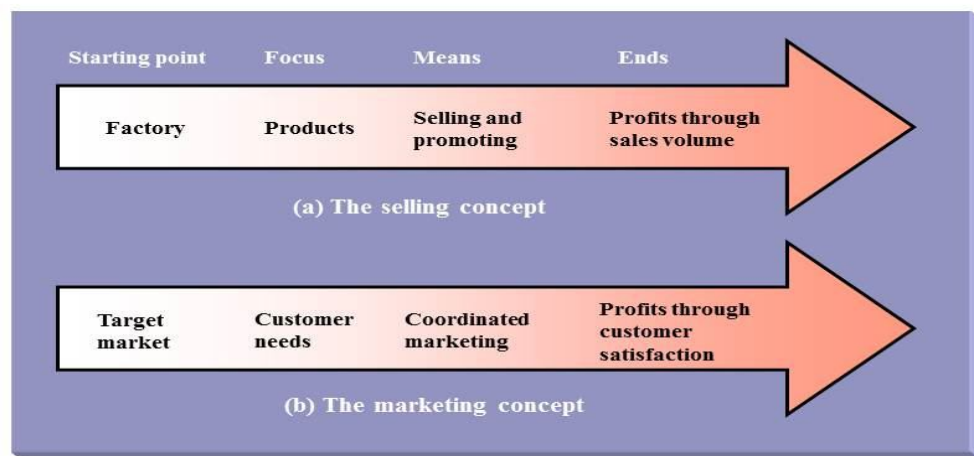 Starting point Focus Means Ends
Factory Products Selling and promoting Profits through sales volume
(a) The selling concept
Target market Customer needs Coordinated marketing Profits through customer satisfaction
(b) The marketing concept